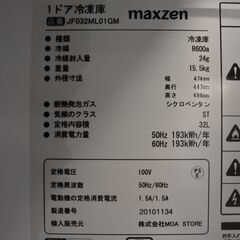 1ドア冷凍庫 maxzen
品番 JF032ML01GM
● 種類 冷凍庫
● 冷媒 R600a
● 冷媒封入量 24g
● 重量 15.5kg
● 外形寸法 幅 474mm
奥行 447mm
高さ 496mm
● 断熱発泡ガス シクロペンタン
● 気候のクラス ST
● 定格内容積 32L
● 消費電力量 50Hz 193kWh/年
60Hz 193kWh/年
定格電圧 100V
定格周波数 50Hz/60Hz
電動機の定格消費電流 1.5A/1.5A
製造番号 20101134
輸入販売元 株式会社MOA STORE
PSE